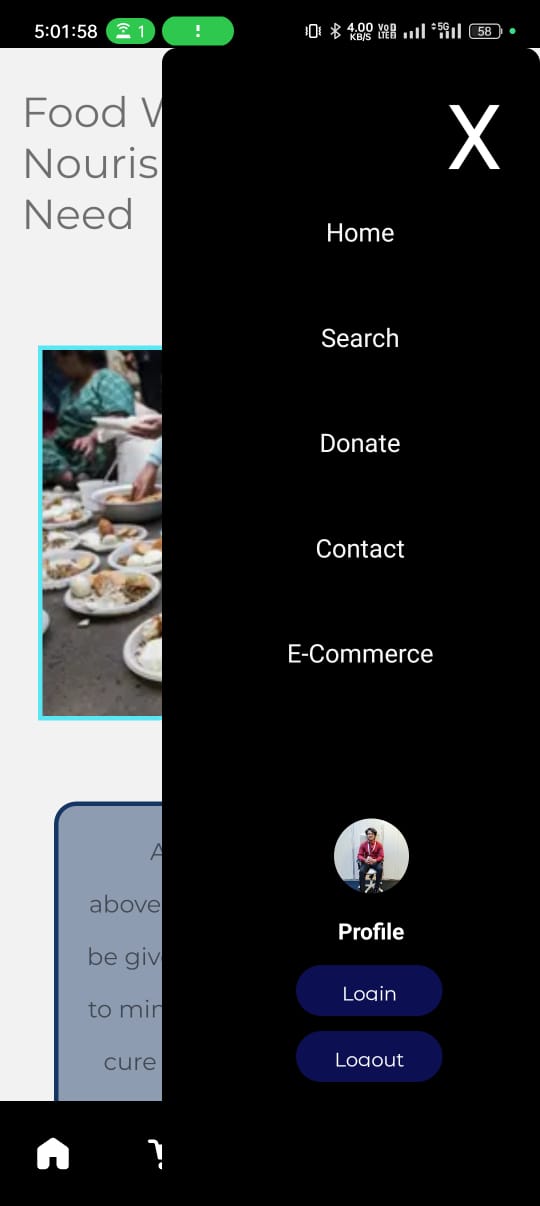 5:01:58 1 ! 4.00 KB/S Vo LTE 2 5G 58
Food W
Nouris
Need
X
Home
Search
Donate
Contact
E-Commerce
A
above
be giv
to min
cure
Profile
Login
Logout